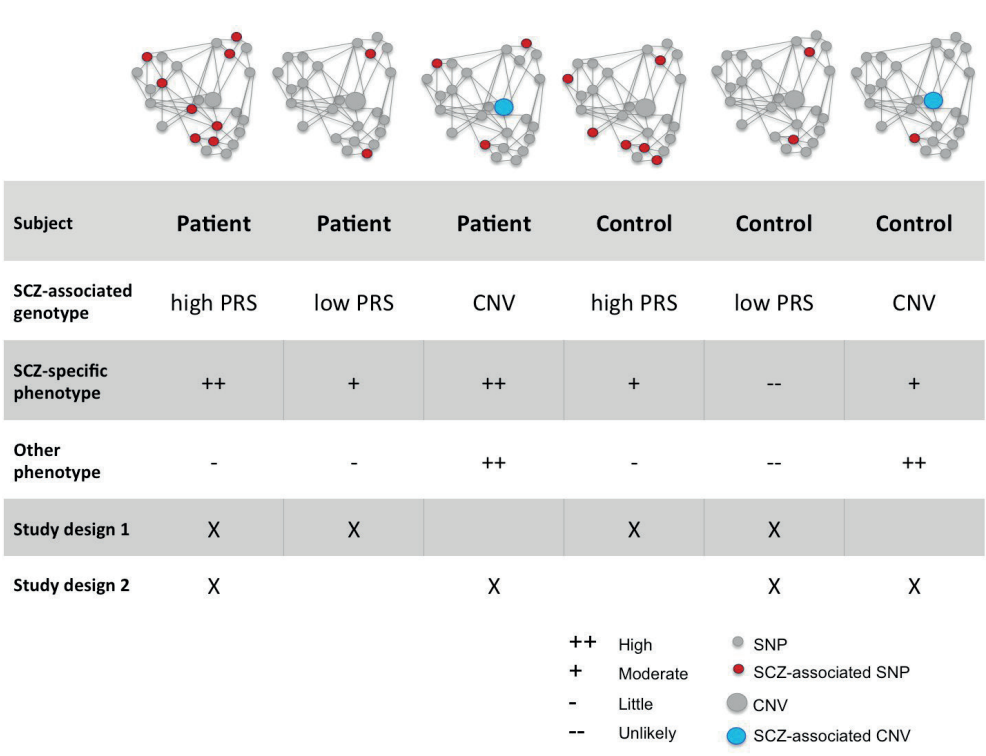 Subject Patient Patient Patient Control Control Control
SCZ-associated
genotype high PRS low PRS CNV high PRS low PRS CNV
SCZ-specific
phenotype ++ + ++ + -- +
Other
phenotype - - ++ - -- ++
Study design 1 X X X X
Study design 2 X X X X
++ High SNP
+ Moderate SCZ-associated SNP
- Little CNV
-- Unlikely SCZ-associated CNV